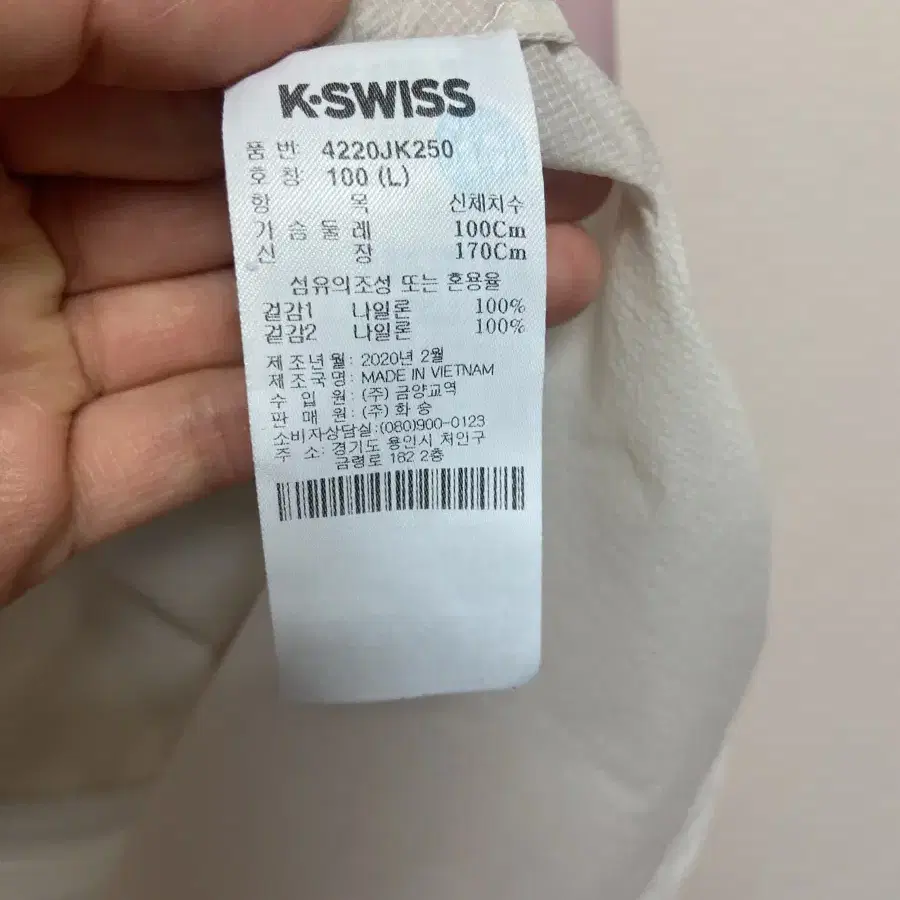 K·SWISS
품 번 4220JK250
호 칭 100 (L)
항 목 신체치수
가 슴 둘 레 100Cm
신 장 170Cm
섬유의조성 또는 혼용율
겉감1 나일론 100%
겉감2 나일론 100%
제 조 년 월: 2020년 2월
제 조 국 명: MADE IN VIETNAM
수 입 원: (주) 금양교역
판 매 원: (주) 화 승
소비자상담실:(080)900-0123
주 소: 경기도 용인시 처인구
금령로 162 2층